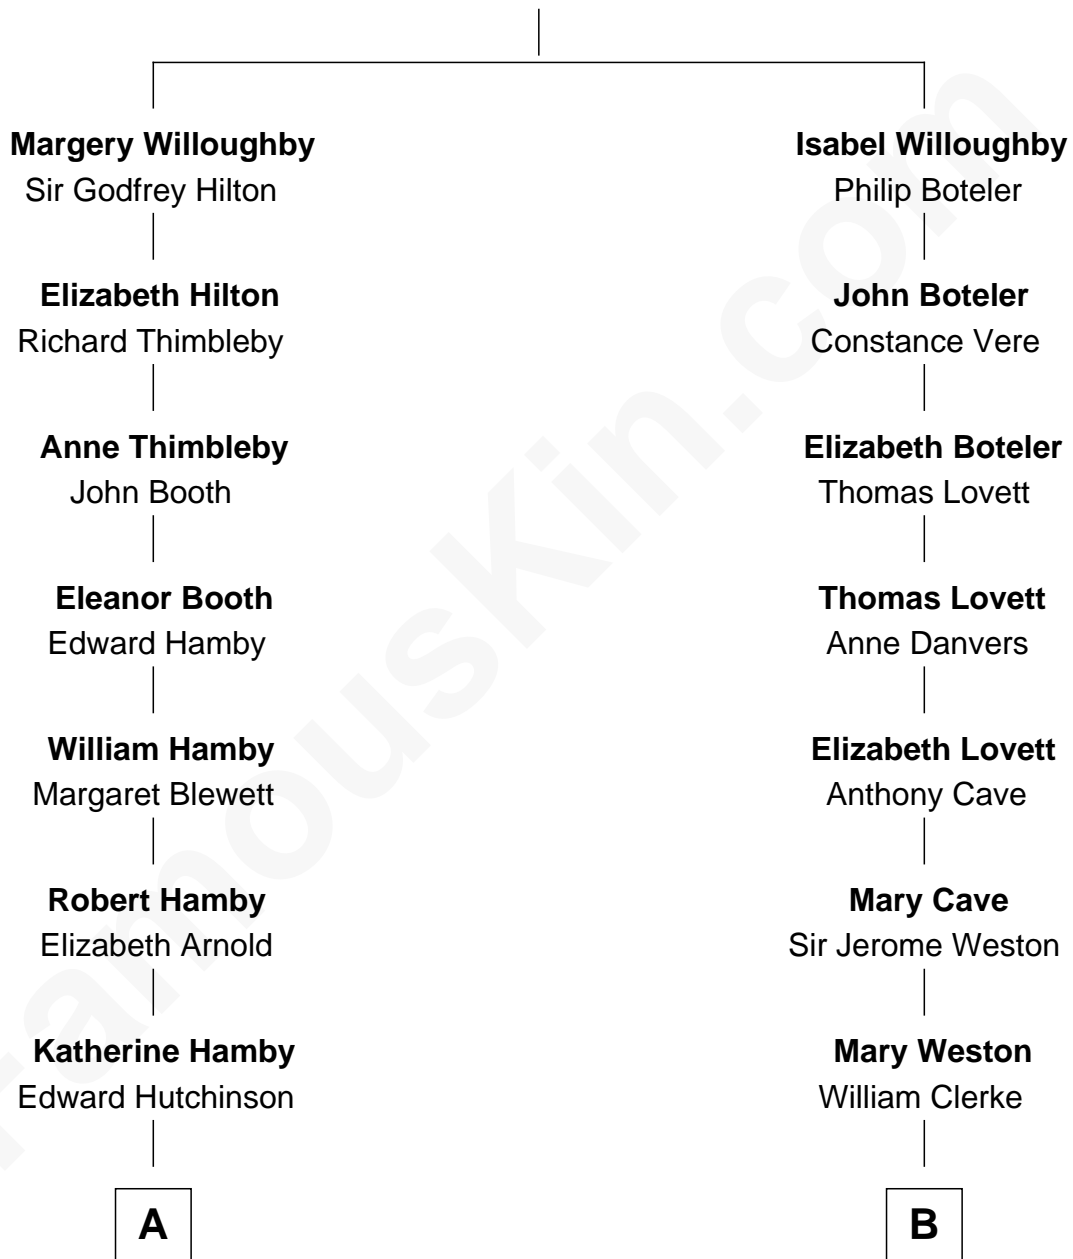 Margery Willoughby
Sir Godfrey Hilton
Elizabeth Hilton
Richard Thimbleby
Anne Thimbleby
John Booth
Eleanor Booth
Edward Hamby
William Hamby
Margaret Blewett
Robert Hamby
Elizabeth Arnold
Katherine Hamby
Edward Hutchinson
A
Isabel Willoughby
Philip Boteler
John Boteler
Constance Vere
Elizabeth Boteler
Thomas Lovett
Thomas Lovett
Anne Danvers
Elizabeth Lovett
Anthony Cave
Mary Cave
Sir Jerome Weston
Mary Weston
William Clerke
B
FamousKin.com